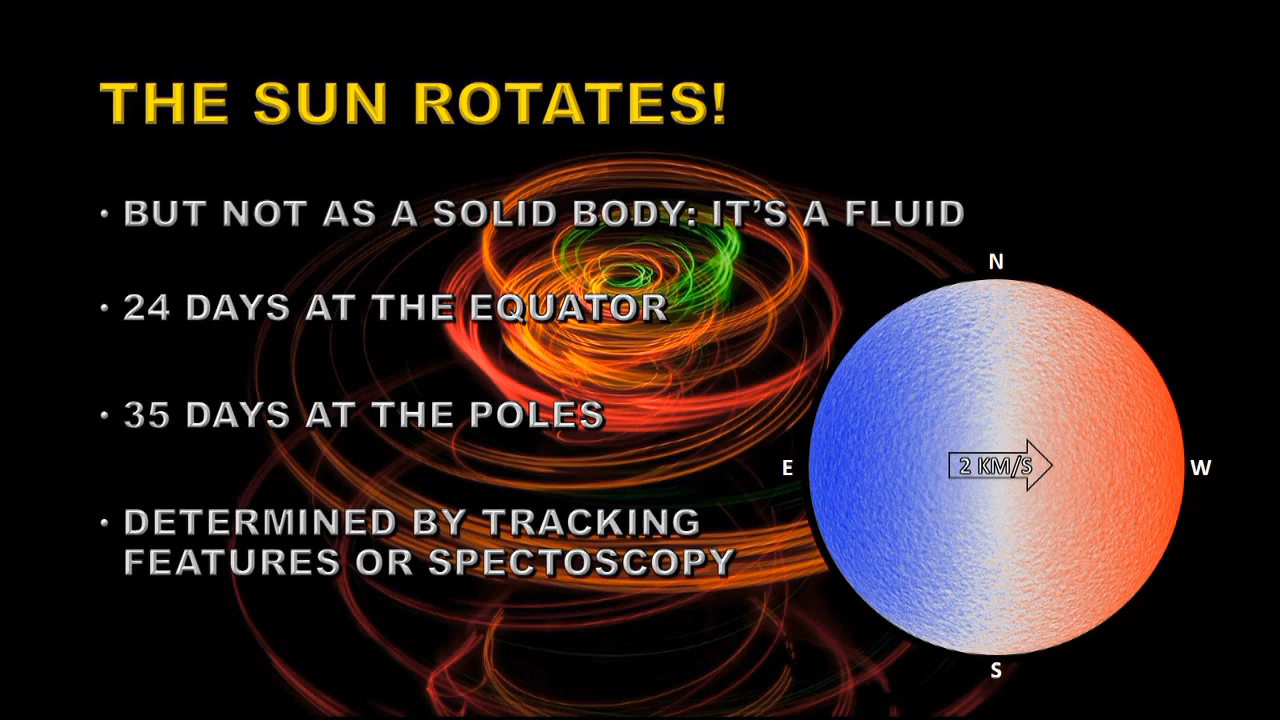 THE SUN ROTATES!
• BUT NOT AS A SOLID BODY: IT'S A FLUID
• 24 DAYS AT THE EQUATOR
• 35 DAYS AT THE POLES
• DETERMINED BY TRACKING
FEATURES OR SPECTOSCOPY
N
E
2 KM/S
W
S